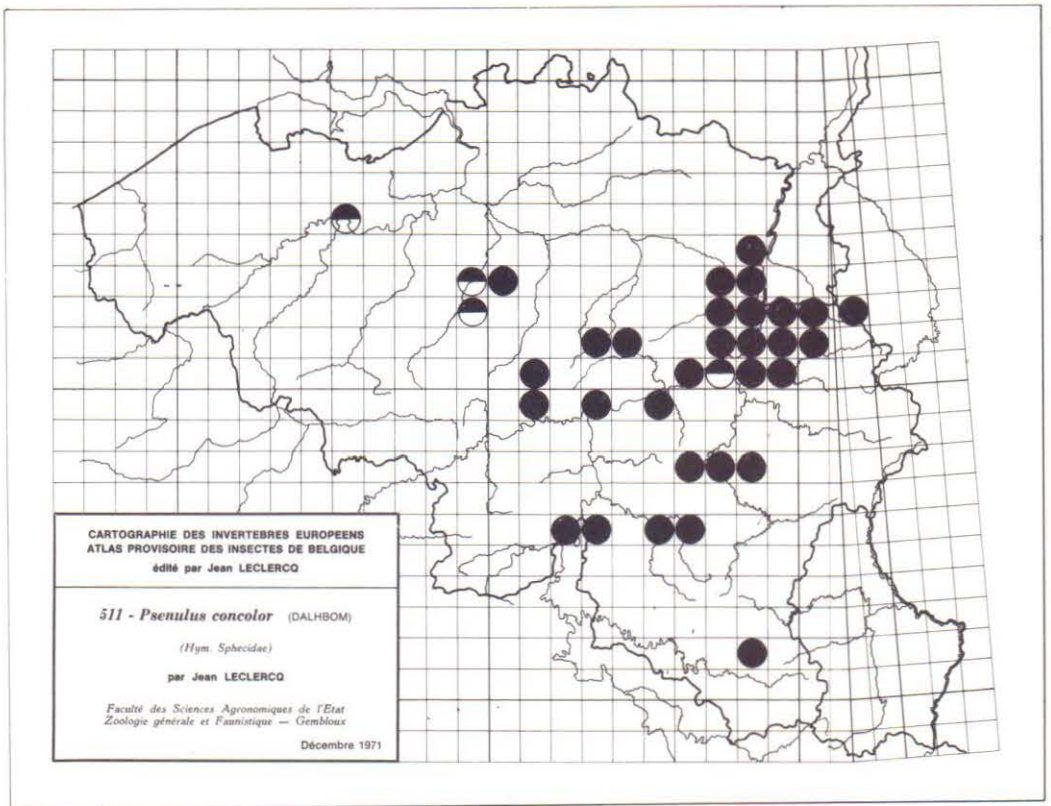 CARTOGRAPHIE DES INVERTEBRES EUROPEENS
ATLAS PROVISOIRE DES INSECTES DE BELGIQUE
édité par Jean LECLERCQ
511 - Psenulus concolor (DALHBOM)
(Hym. Sphecidae)
par Jean LECLERCQ
Faculté des Sciences Agronomiques de l'Etat
Zoologie générale et Faunistique — Gembloux
Décembre 1971